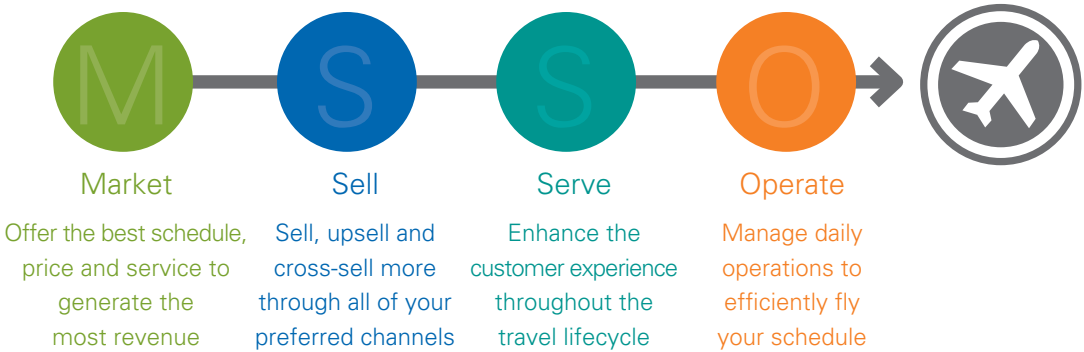 M
S
S
O
Market
Offer the best schedule,
price and service to
generate the
most revenue
Sell
Sell, upsell and
cross-sell more
through all of your
preferred channels
Serve
Enhance the
customer experience
throughout the
travel lifecycle
Operate
Manage daily
operations to
efficiently fly
your schedule